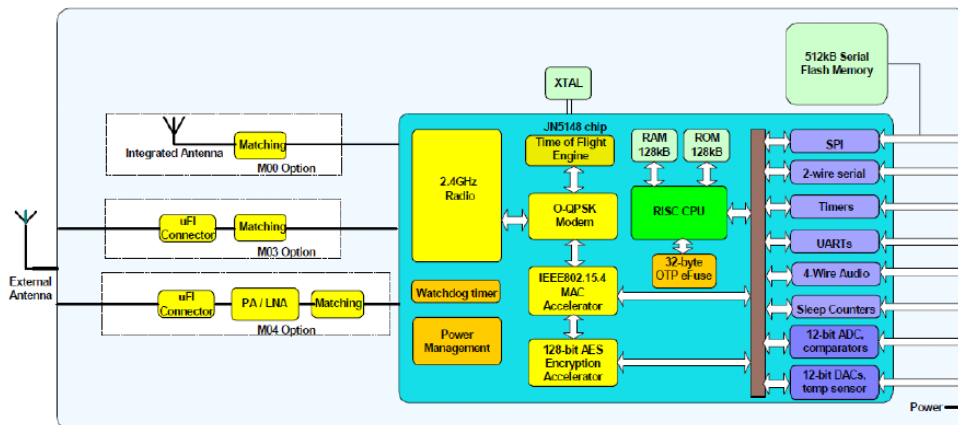 512kB Serial
Flash Memory
XTAL
JN5148 chip
Integrated Antenna
Matching
M00 Option
2.4GHz
Radio
Time of Flight
Engine
RAM
128kB
ROM
128kB
O-QPSK
Modem
RISC CPU
32-byte
OTP eFuse
uFl
Connector
Matching
M03 Option
External
Antenna
uFl
Connector
PA / LNA
Matching
M04 Option
Watchdog timer
Power
Management
IEEE802.15.4
MAC
Accelerator
128-bit AES
Encryption
Accelerator
SPI
2-wire serial
Timers
UARTs
4-Wire Audio
Sleep Counters
12-bit ADC,
comparators
12-bit DACs,
temp sensor
Power